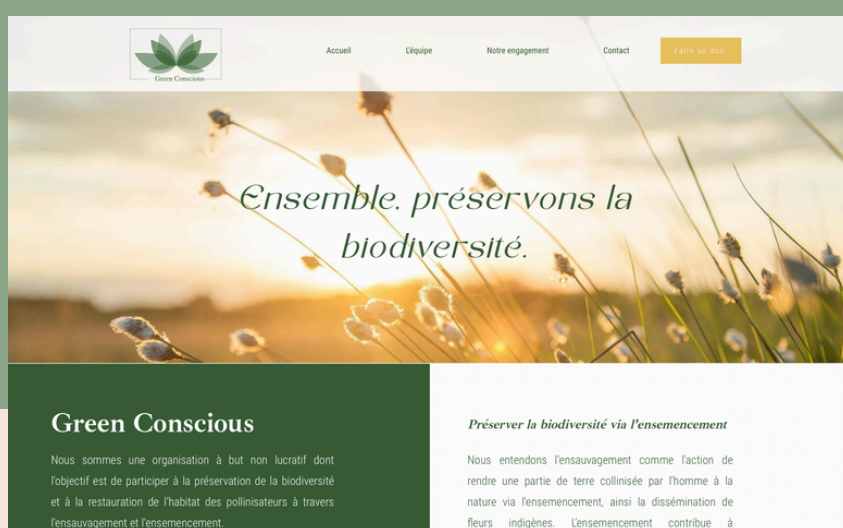 Accueil
L'équipe
Notre engagement
Contact
Faire un don
Green Conscious
Ensemble, préservons la
biodiversité.
Green Conscious
Nous sommes une organisation à but non lucratif dont
l'objectif est de participer à la préservation de la biodiversité
et à la restauration de l'habitat des pollinisateurs à travers
l'ensauvagement et l'ensemencement.
Préserver la biodiversité via l'ensemencement
Nous entendons l'ensauvagement comme l'action de
rendre une partie de terre collinisée par l'homme à la
nature via l'ensemencement, ainsi la dissémination de
fleurs indigènes. L'ensemencement contribue à